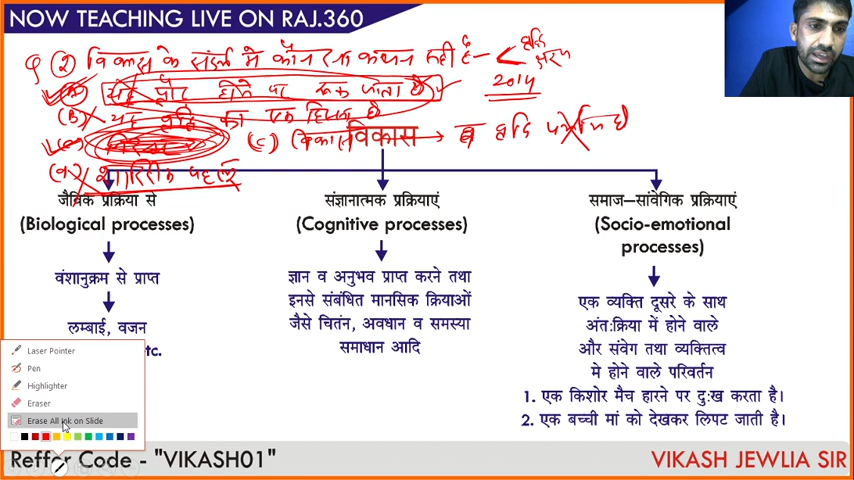 NOW TEACHING LIVE ON RAJ.360
Q ② विकास के संदर्भ में कौन सा कथन सही है – < वृद्धि
2014
(B) यह वृद्धि का एक हिस्सा है
(C) विकास → व वृद्धि
(D) शारीरिक पहलू
विकास
जैविक प्रक्रिया से
(Biological processes)
वंशानुक्रम से प्राप्त
लम्बाई, वजन
etc.
संज्ञानात्मक प्रक्रियाएं
(Cognitive processes)
ज्ञान व अनुभव प्राप्त करने तथा
इनसे संबंधित मानसिक क्रियाओं
जैसे चितंन, अवधान व समस्या
समाधान आदि
समाज–सांवेगिक प्रक्रियाएं
(Socio-emotional
processes)
एक व्यक्ति दूसरे के साथ
अंतःक्रिया में होने वाले
और संवेग तथा व्यक्तित्व
मे होने वाले परिवर्तन
1. एक किशोर मैच हारने पर दुःख करता है।
2. एक बच्ची मां को देखकर लिपट जाती है।
Laser Pointer
Pen
Highlighter
Eraser
Erase All Ink on Slide
Reffer Code - "VIKASH01"
VIKASH JEWLIA SIR